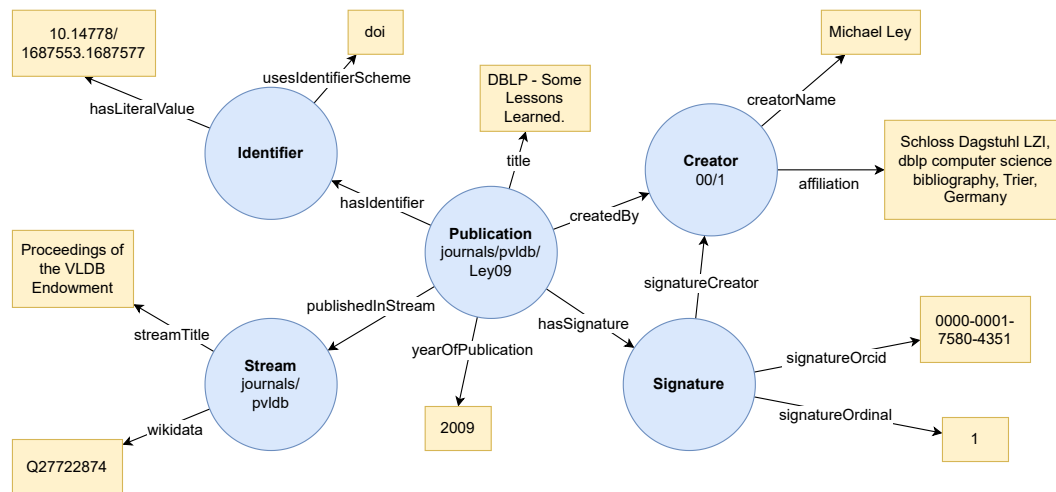 10.14778/
1687553.1687577
doi
usesIdentifierScheme
hasLiteralValue
Identifier
hasIdentifier
DBLP - Some
Lessons
Learned.
title
Michael Ley
creatorName
Creator
00/1
affiliation
Schloss Dagstuhl LZI,
dblp computer science
bibliography, Trier,
Germany
createdBy
Publication
journals/pvldb/
Ley09
signatureCreator
publishedInStream
hasSignature
yearOfPublication
2009
Proceedings of
the VLDB
Endowment
streamTitle
Stream
journals/
pvldb
wikidata
Q27722874
Signature
signatureOrcid
0000-0001-
7580-4351
signatureOrdinal
1